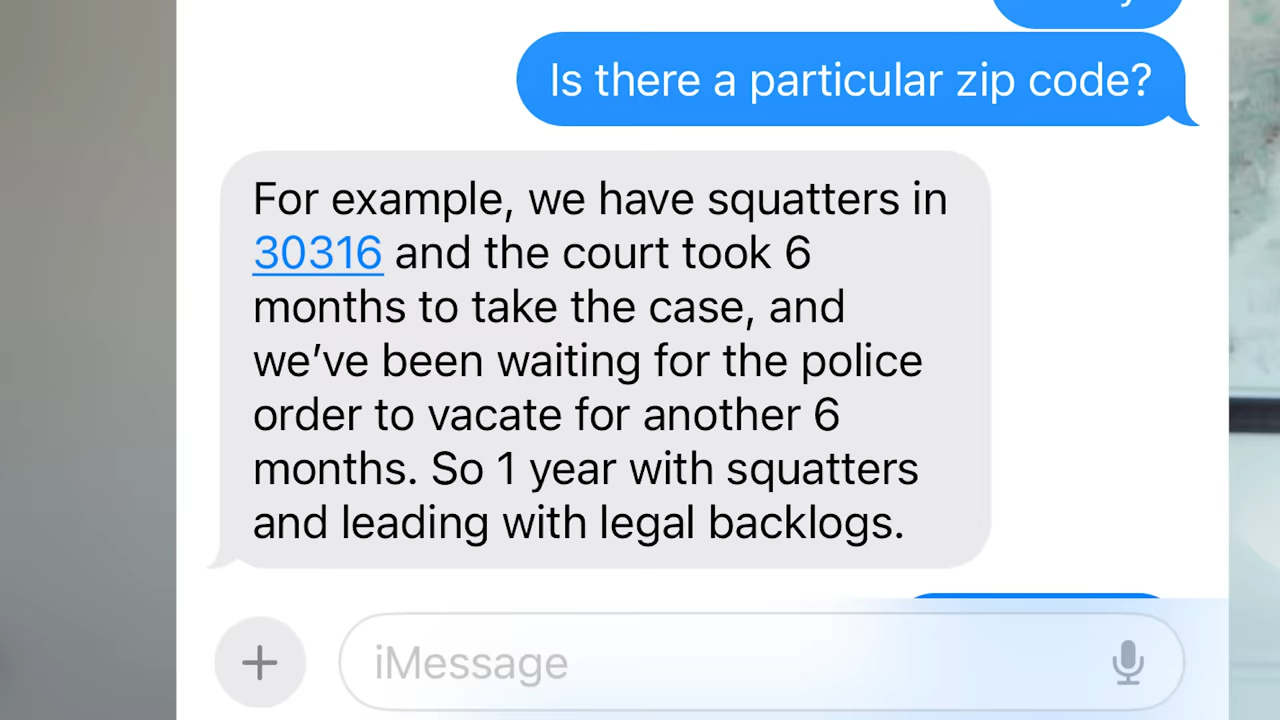 Is there a particular zip code?
For example, we have squatters in
30316 and the court took 6
months to take the case, and
we've been waiting for the police
order to vacate for another 6
months. So 1 year with squatters
and leading with legal backlogs.
iMessage